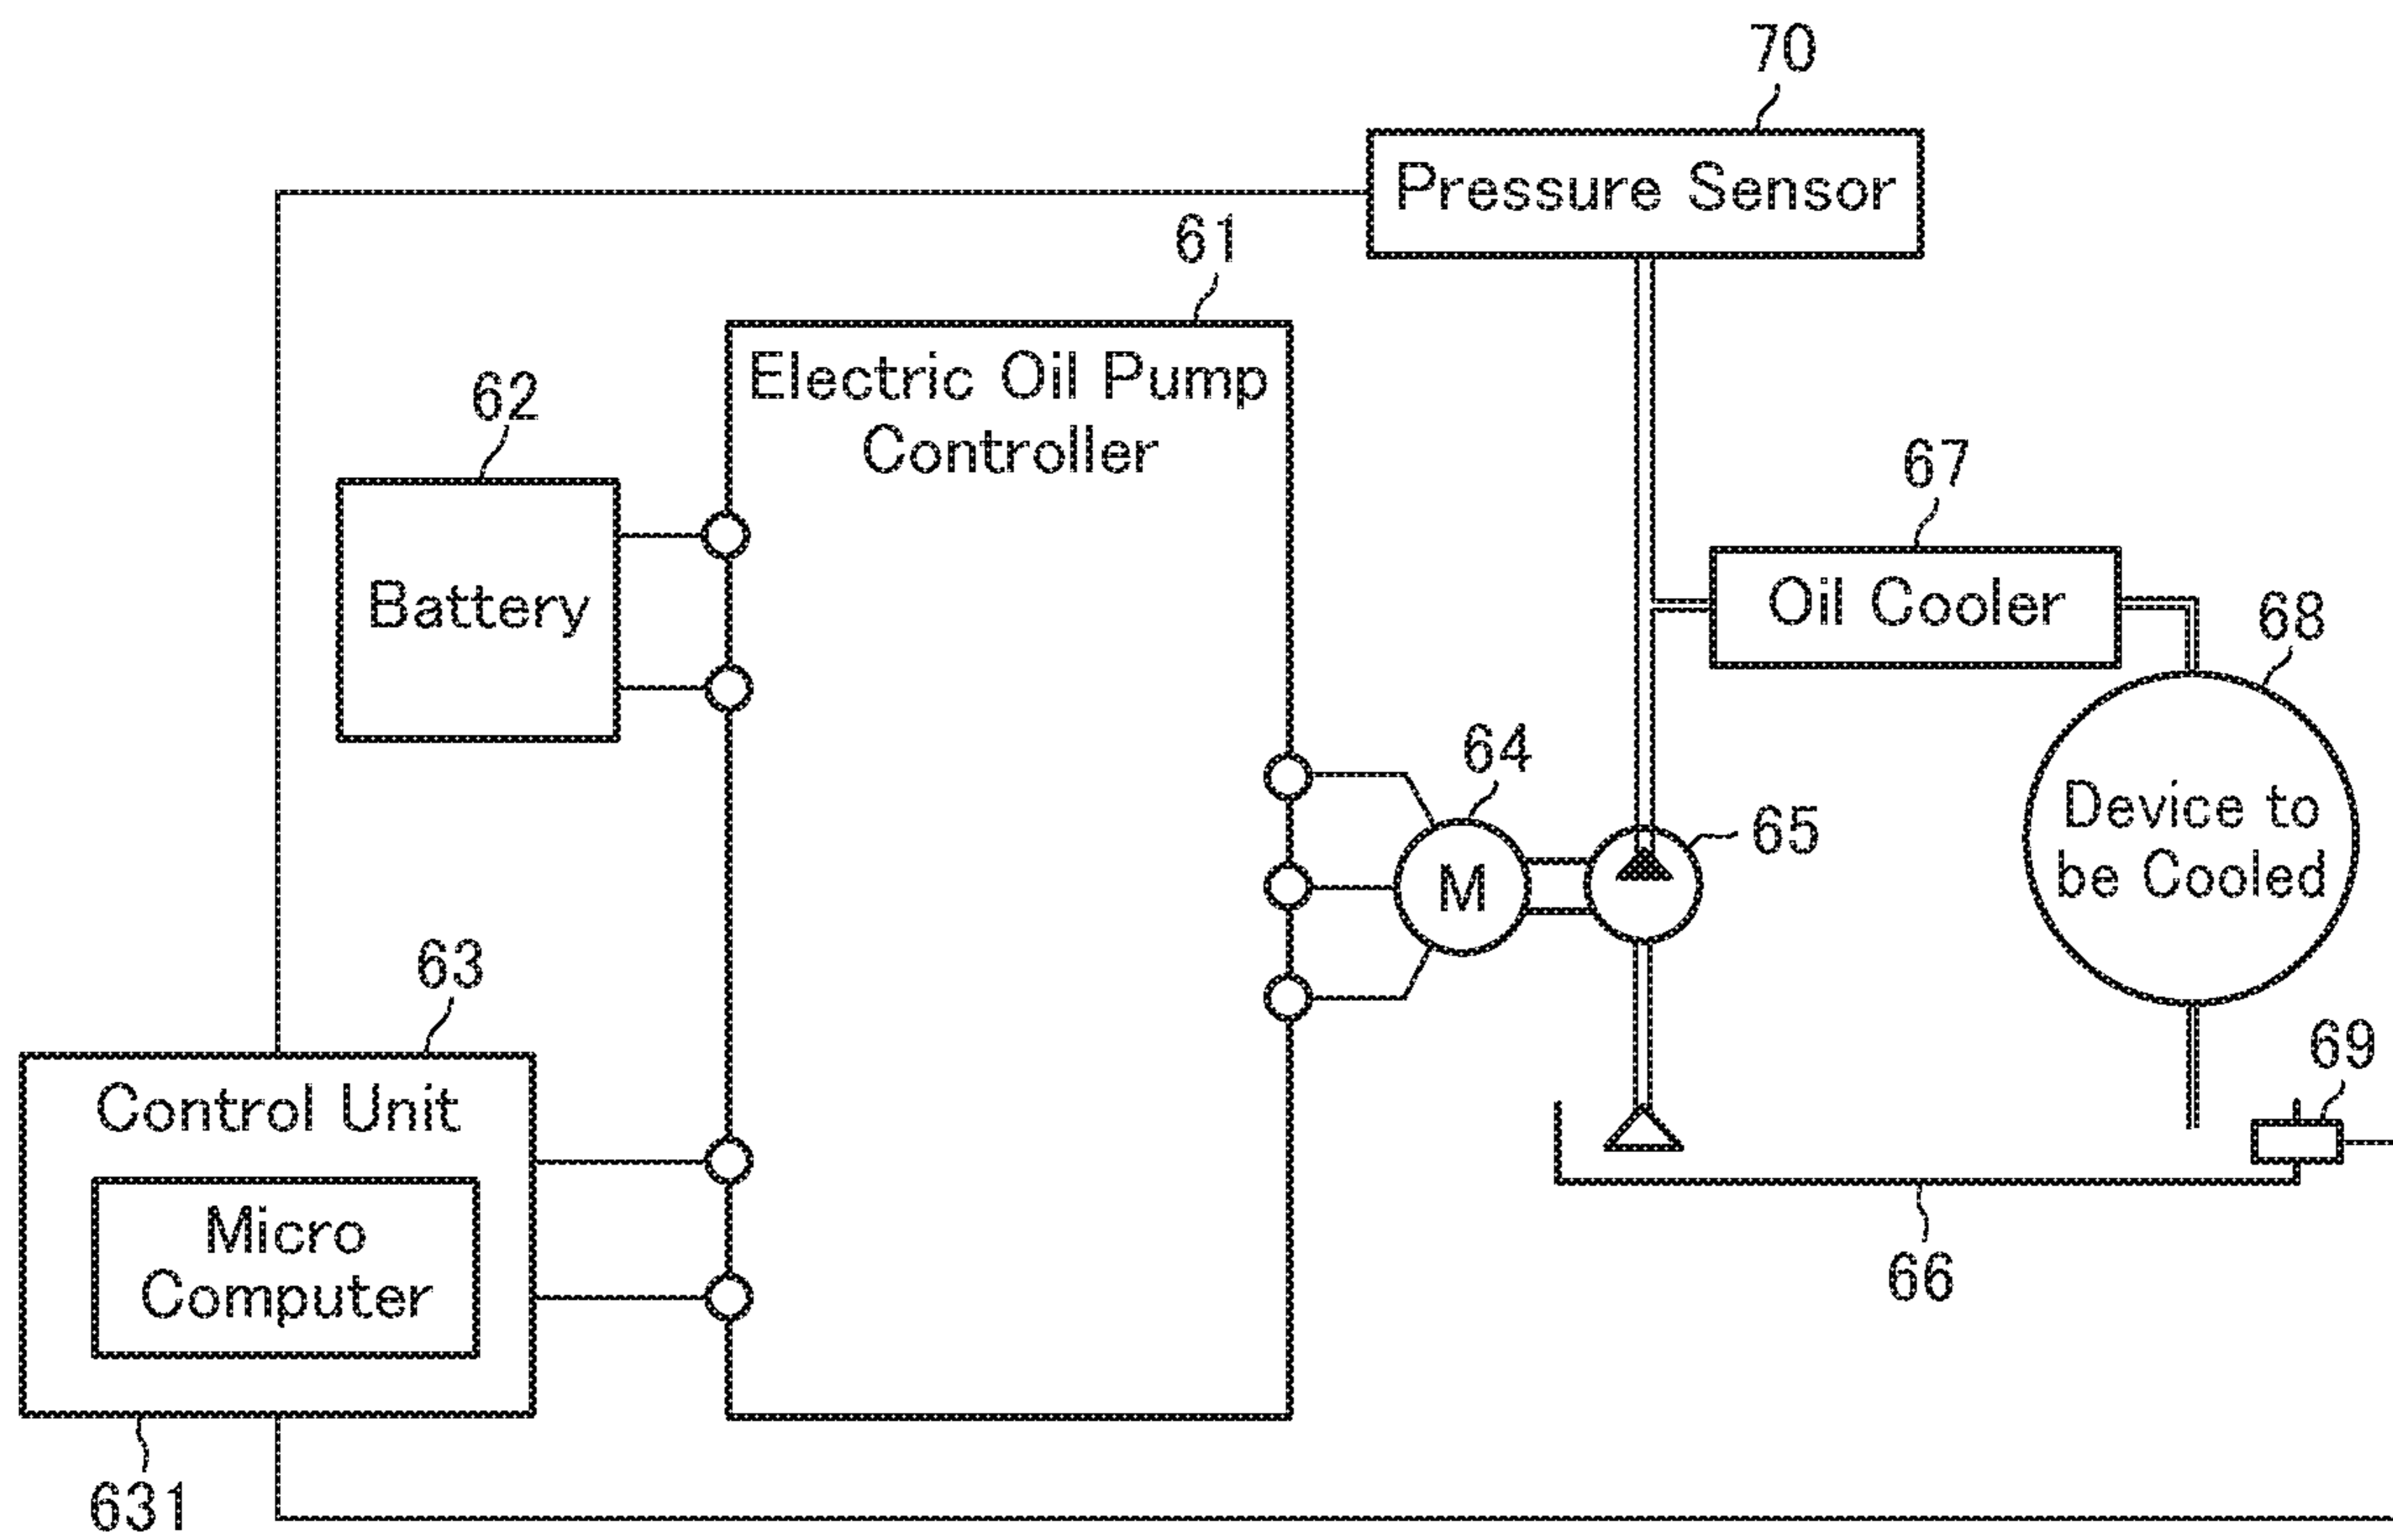 70
Pressure Sensor
61
Electric Oil Pump
Controller
62
Battery
67
Oil Cooler
68
Device to
be Cooled
64
M
65
63
Control Unit
Micro
Computer
631
69
66